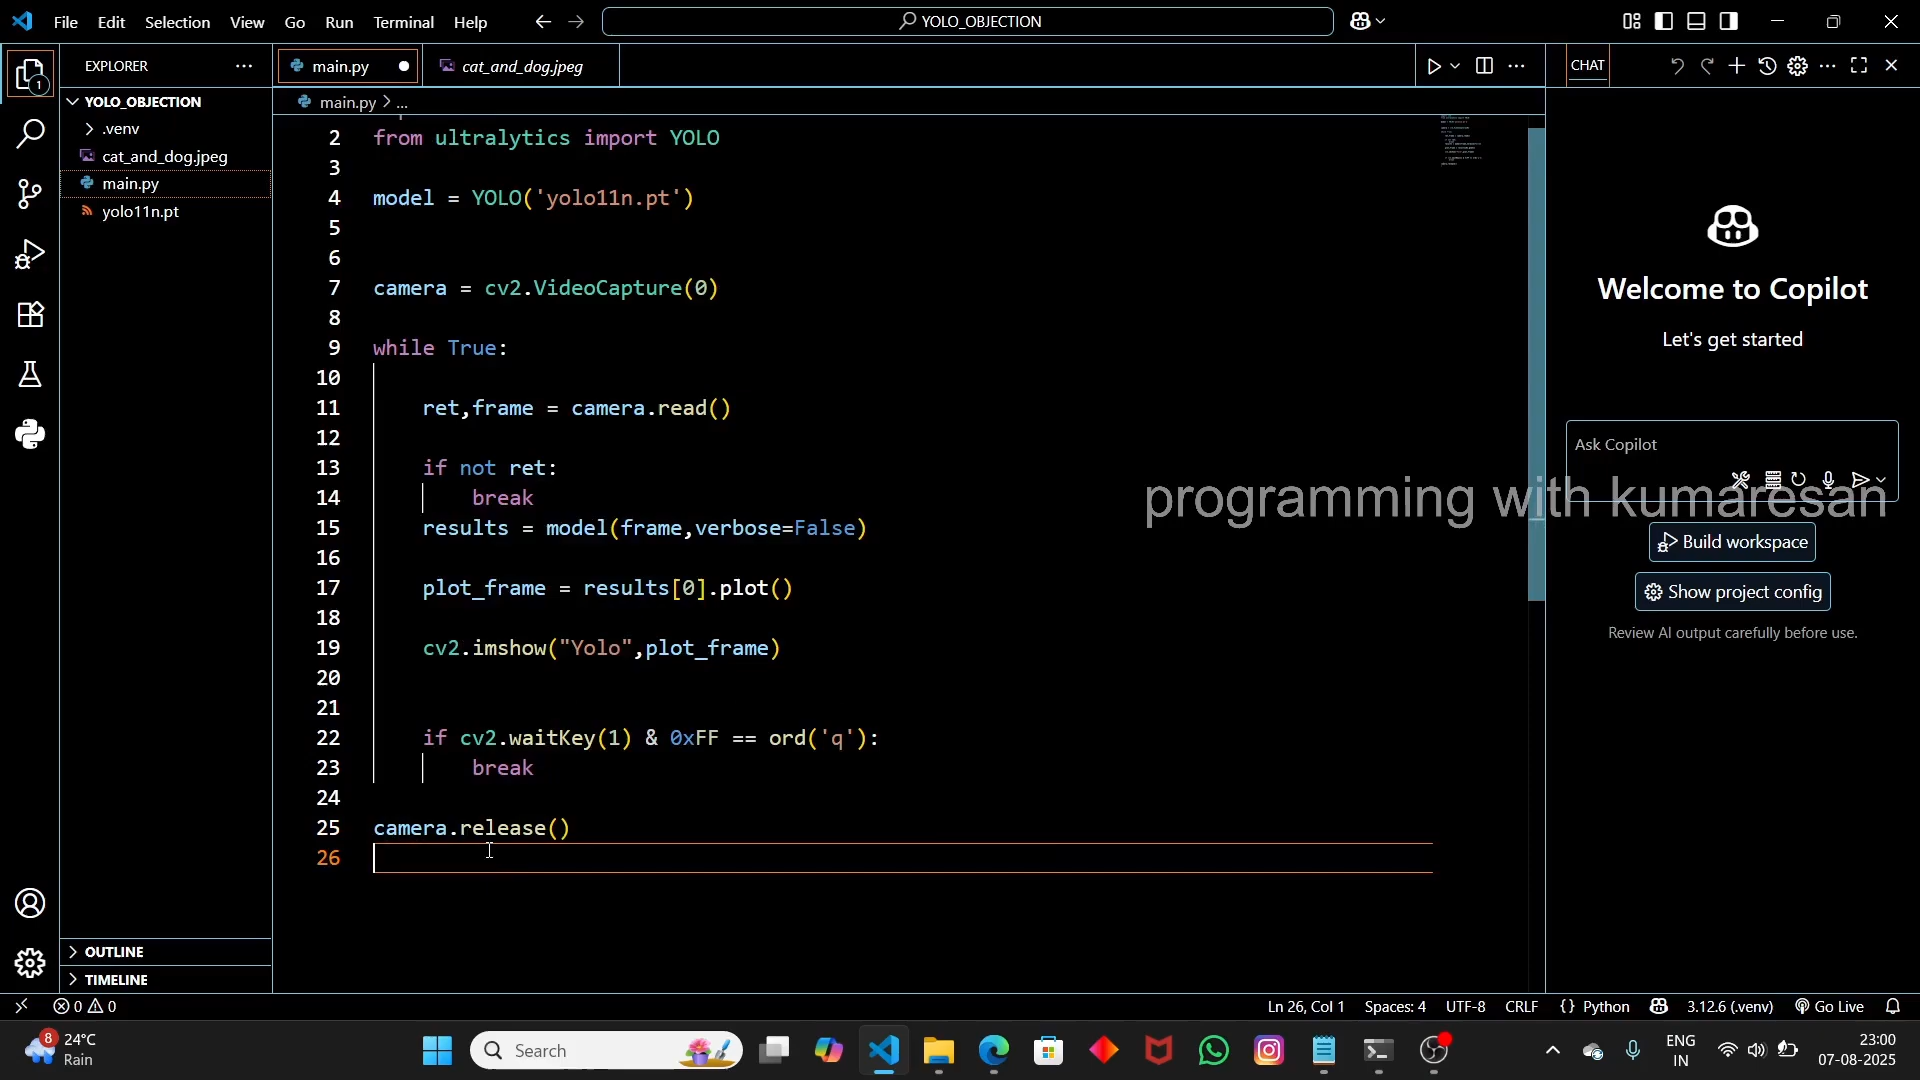 File Edit Selection View Go Run Terminal Help
YOLO_OBJECTION
EXPLORER
YOLO_OBJECTION
.venv
cat_and_dog.jpeg
main.py
yolo11n.pt
OUTLINE
TIMELINE
main.py
cat_and_dog.jpeg
main.py > ...
2 from ultralytics import YOLO
3
4 model = YOLO('yolo11n.pt')
5
6
7 camera = cv2.VideoCapture(0)
8
9 while True:
10
11 ret,frame = camera.read()
12
13 if not ret:
14 break
15 results = model(frame,verbose=False)
16
17 plot_frame = results[0].plot()
18
19 cv2.imshow("Yolo",plot_frame)
20
21
22 if cv2.waitKey(1) & 0xFF == ord('q'):
23 break
24
25 camera.release()
26
CHAT
Welcome to Copilot
Let's get started
Ask Copilot
programming with kumaresan
Build workspace
Show project config
Review AI output carefully before use.
1
0 0
Ln 26, Col 1 Spaces: 4 UTF-8 CRLF {} Python 3.12.6 (.venv) Go Live
8
24°C
Rain
Search
ENG
IN
23:00
07-08-2025